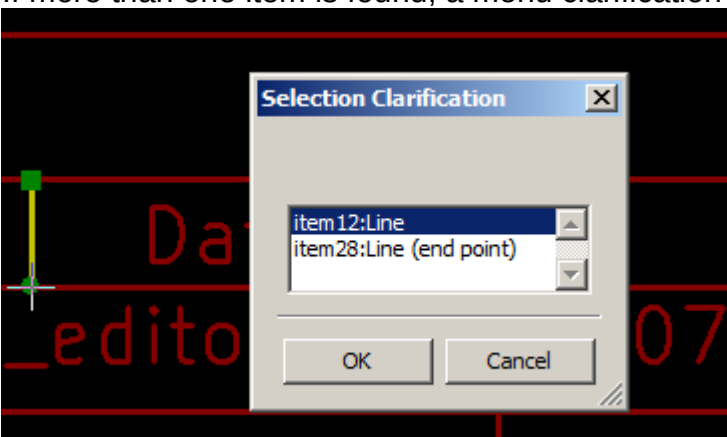 If more than one item is found, a menu clarification
Selection Clarification
item12:Line
item28:Line (end point)
OK
Cancel
Da
_edito
07